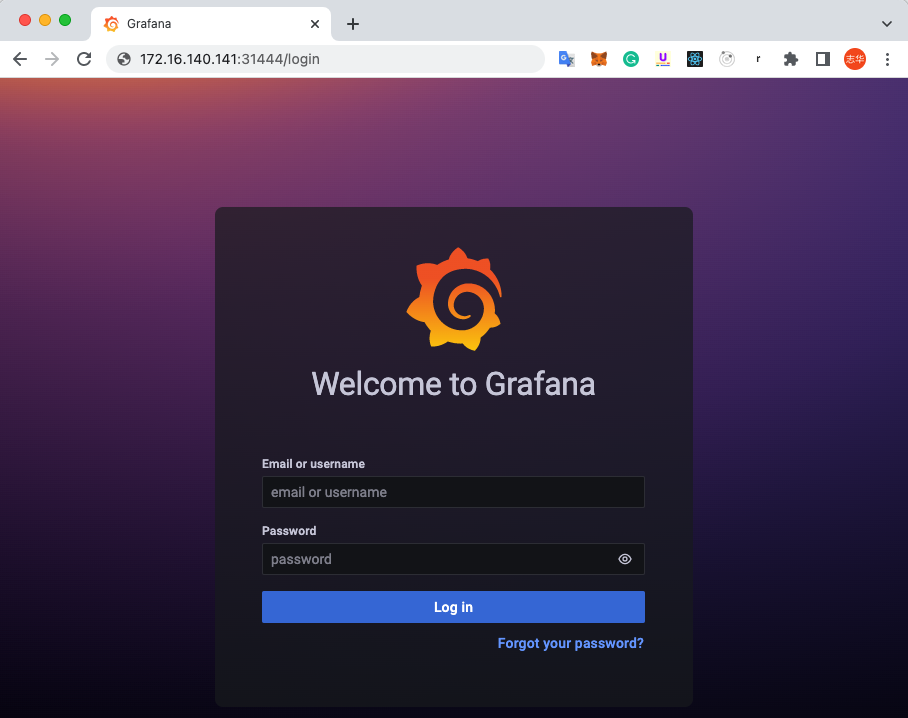 Grafana
172.16.140.141:31444/login
U
r
志华
Welcome to Grafana
Email or username
email or username
Password
password
Log in
Forgot your password?